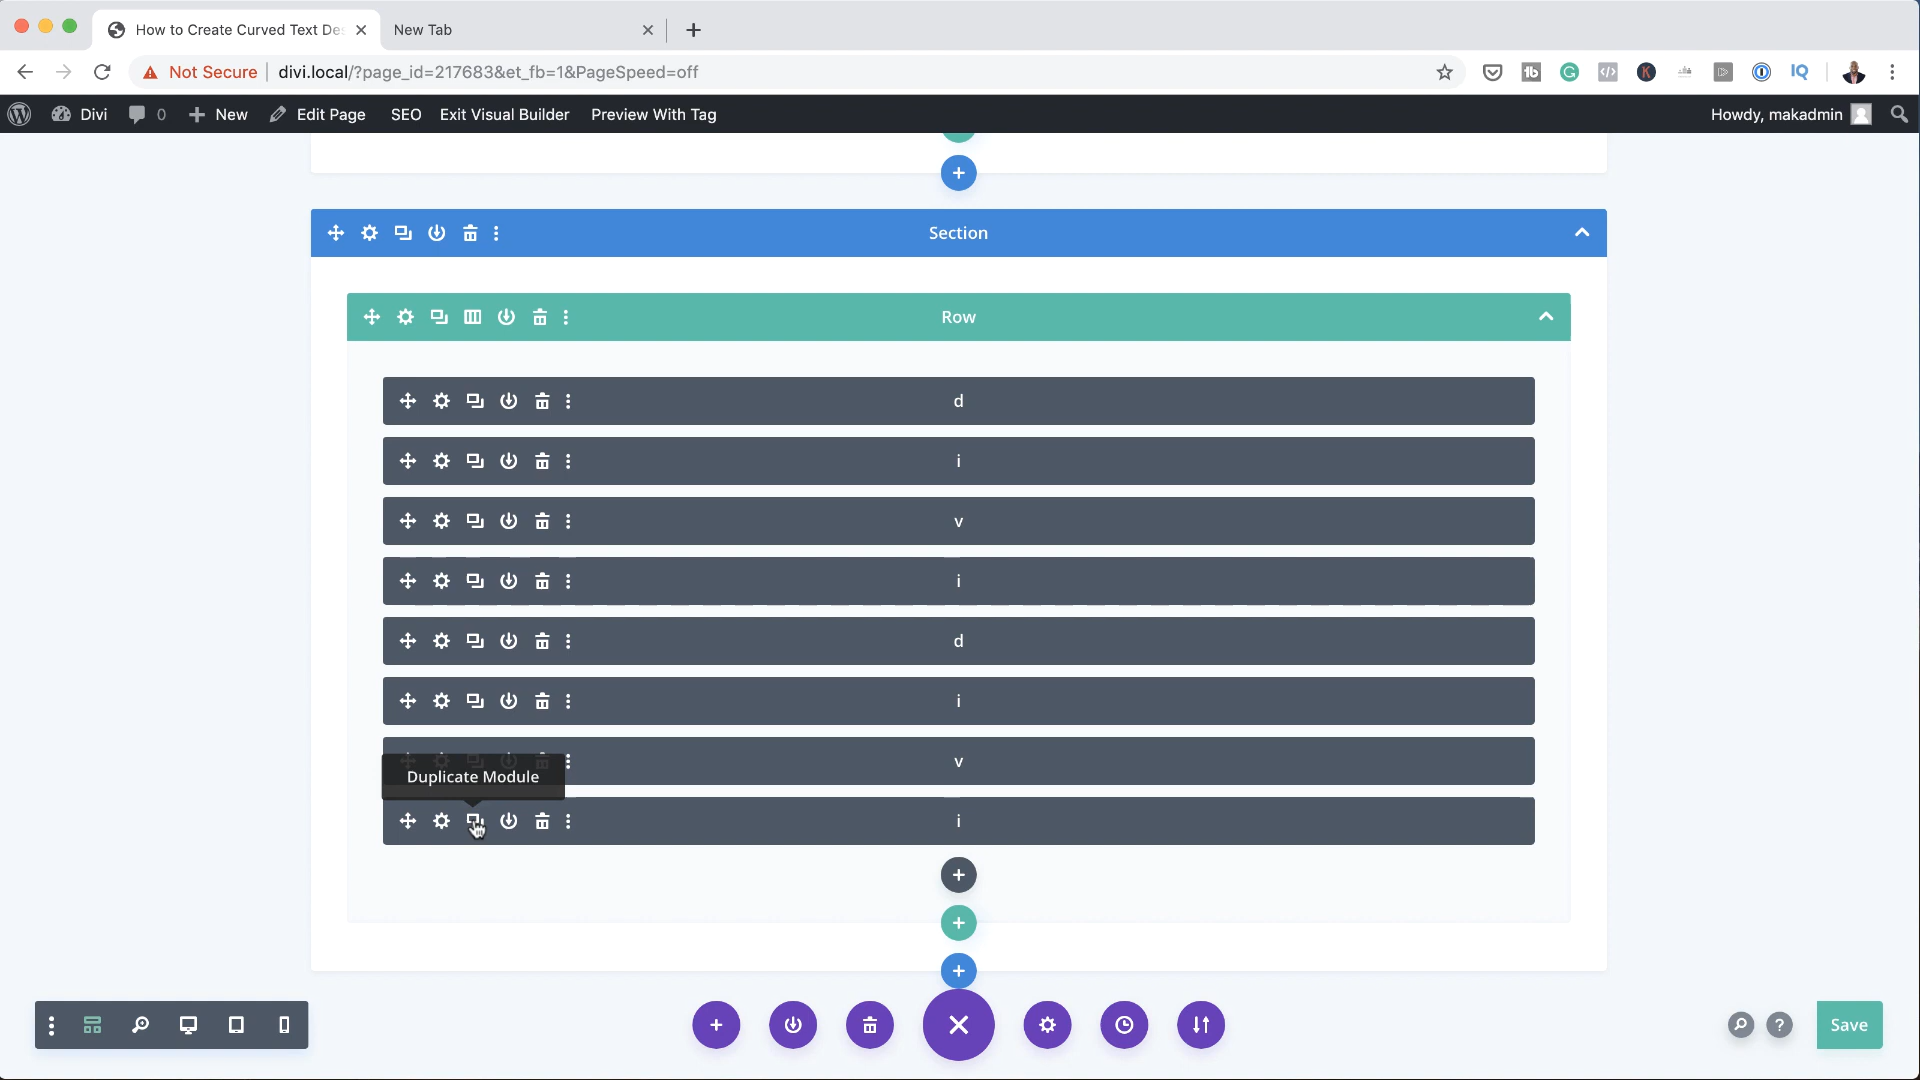 How to Create Curved Text De
New Tab
Not Secure
divi.local/?page_id=217683&et_fb=1&PageSpeed=off
Divi
0
New
Edit Page
SEO
Exit Visual Builder
Preview With Tag
Howdy, makadmin
Section
Row
d
i
v
i
d
i
v
Duplicate Module
i
Save